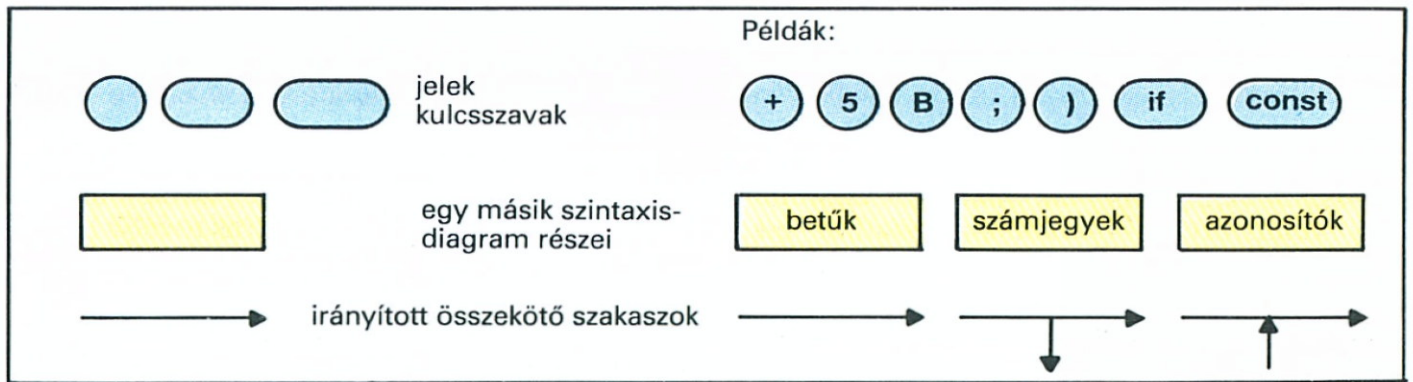 Példák:
jelek
kulcsszavak
+ 5 B ; ) if const
egy másik szintaxis-
diagram részei
betűk számjegyek azonosítók
irányított összekötő szakaszok